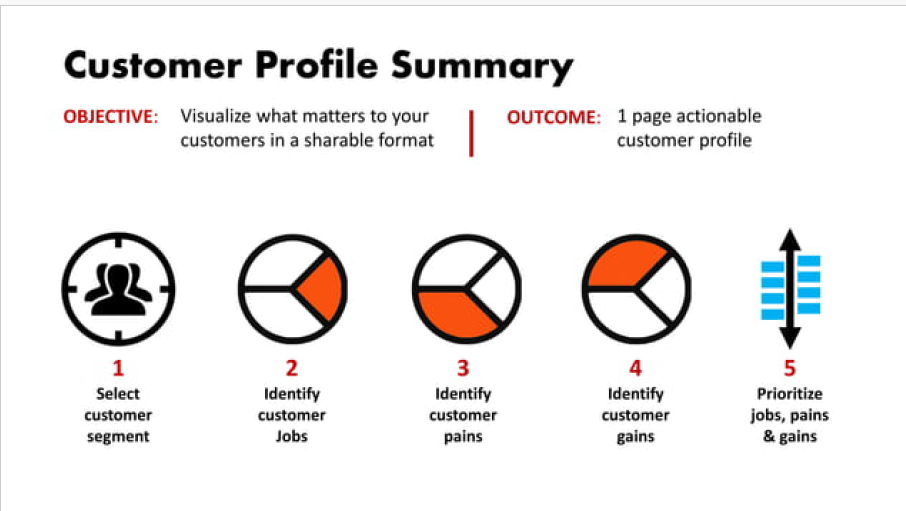 Customer Profile Summary
OBJECTIVE: Visualize what matters to your
customers in a sharable format
OUTCOME: 1 page actionable
customer profile
1
Select
customer
segment
2
Identify
customer
Jobs
3
Identify
customer
pains
4
Identify
customer
gains
5
Prioritize
jobs, pains
& gains